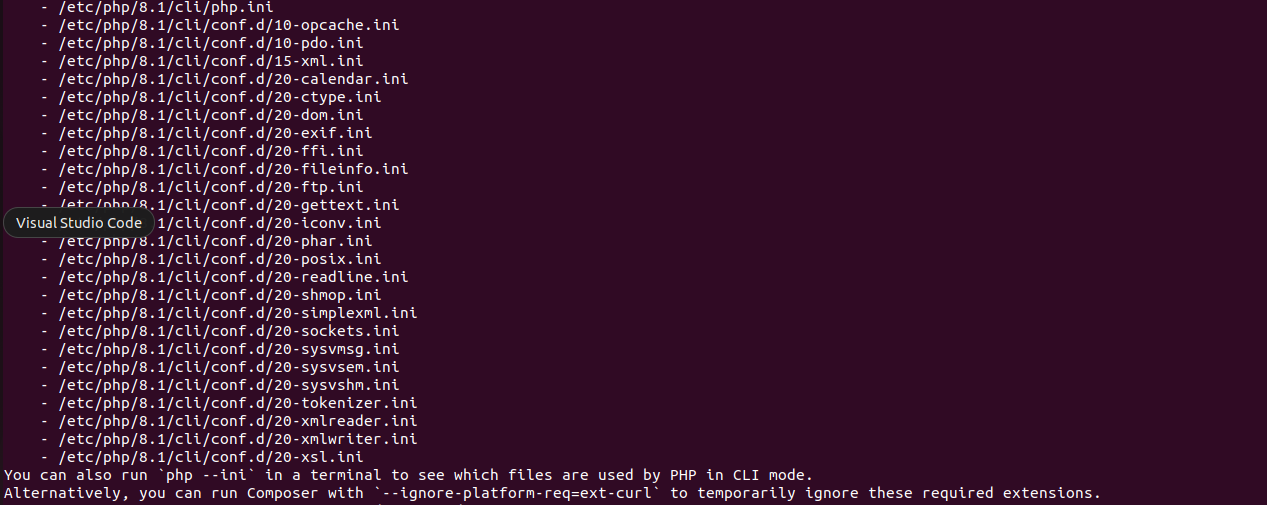 - /etc/php/8.1/cli/php.ini
- /etc/php/8.1/cli/conf.d/10-opcache.ini
- /etc/php/8.1/cli/conf.d/10-pdo.ini
- /etc/php/8.1/cli/conf.d/15-xml.ini
- /etc/php/8.1/cli/conf.d/20-calendar.ini
- /etc/php/8.1/cli/conf.d/20-ctype.ini
- /etc/php/8.1/cli/conf.d/20-dom.ini
- /etc/php/8.1/cli/conf.d/20-exif.ini
- /etc/php/8.1/cli/conf.d/20-ffi.ini
- /etc/php/8.1/cli/conf.d/20-fileinfo.ini
- /etc/php/8.1/cli/conf.d/20-ftp.ini
- /etc/php/8.1/cli/conf.d/20-gettext.ini
Visual Studio Code
.1/cli/conf.d/20-iconv.ini
- /etc/php/8.1/cli/conf.d/20-phar.ini
- /etc/php/8.1/cli/conf.d/20-posix.ini
- /etc/php/8.1/cli/conf.d/20-readline.ini
- /etc/php/8.1/cli/conf.d/20-shmop.ini
- /etc/php/8.1/cli/conf.d/20-simplexml.ini
- /etc/php/8.1/cli/conf.d/20-sockets.ini
- /etc/php/8.1/cli/conf.d/20-sysvmsg.ini
- /etc/php/8.1/cli/conf.d/20-sysvsem.ini
- /etc/php/8.1/cli/conf.d/20-sysvshm.ini
- /etc/php/8.1/cli/conf.d/20-tokenizer.ini
- /etc/php/8.1/cli/conf.d/20-xmlreader.ini
- /etc/php/8.1/cli/conf.d/20-xmlwriter.ini
- /etc/php/8.1/cli/conf.d/20-xsl.ini
You can also run `php --ini` in a terminal to see which files are used by PHP in CLI mode.
Alternatively, you can run Composer with `--ignore-platform-req=ext-curl` to temporarily ignore these required extensions.